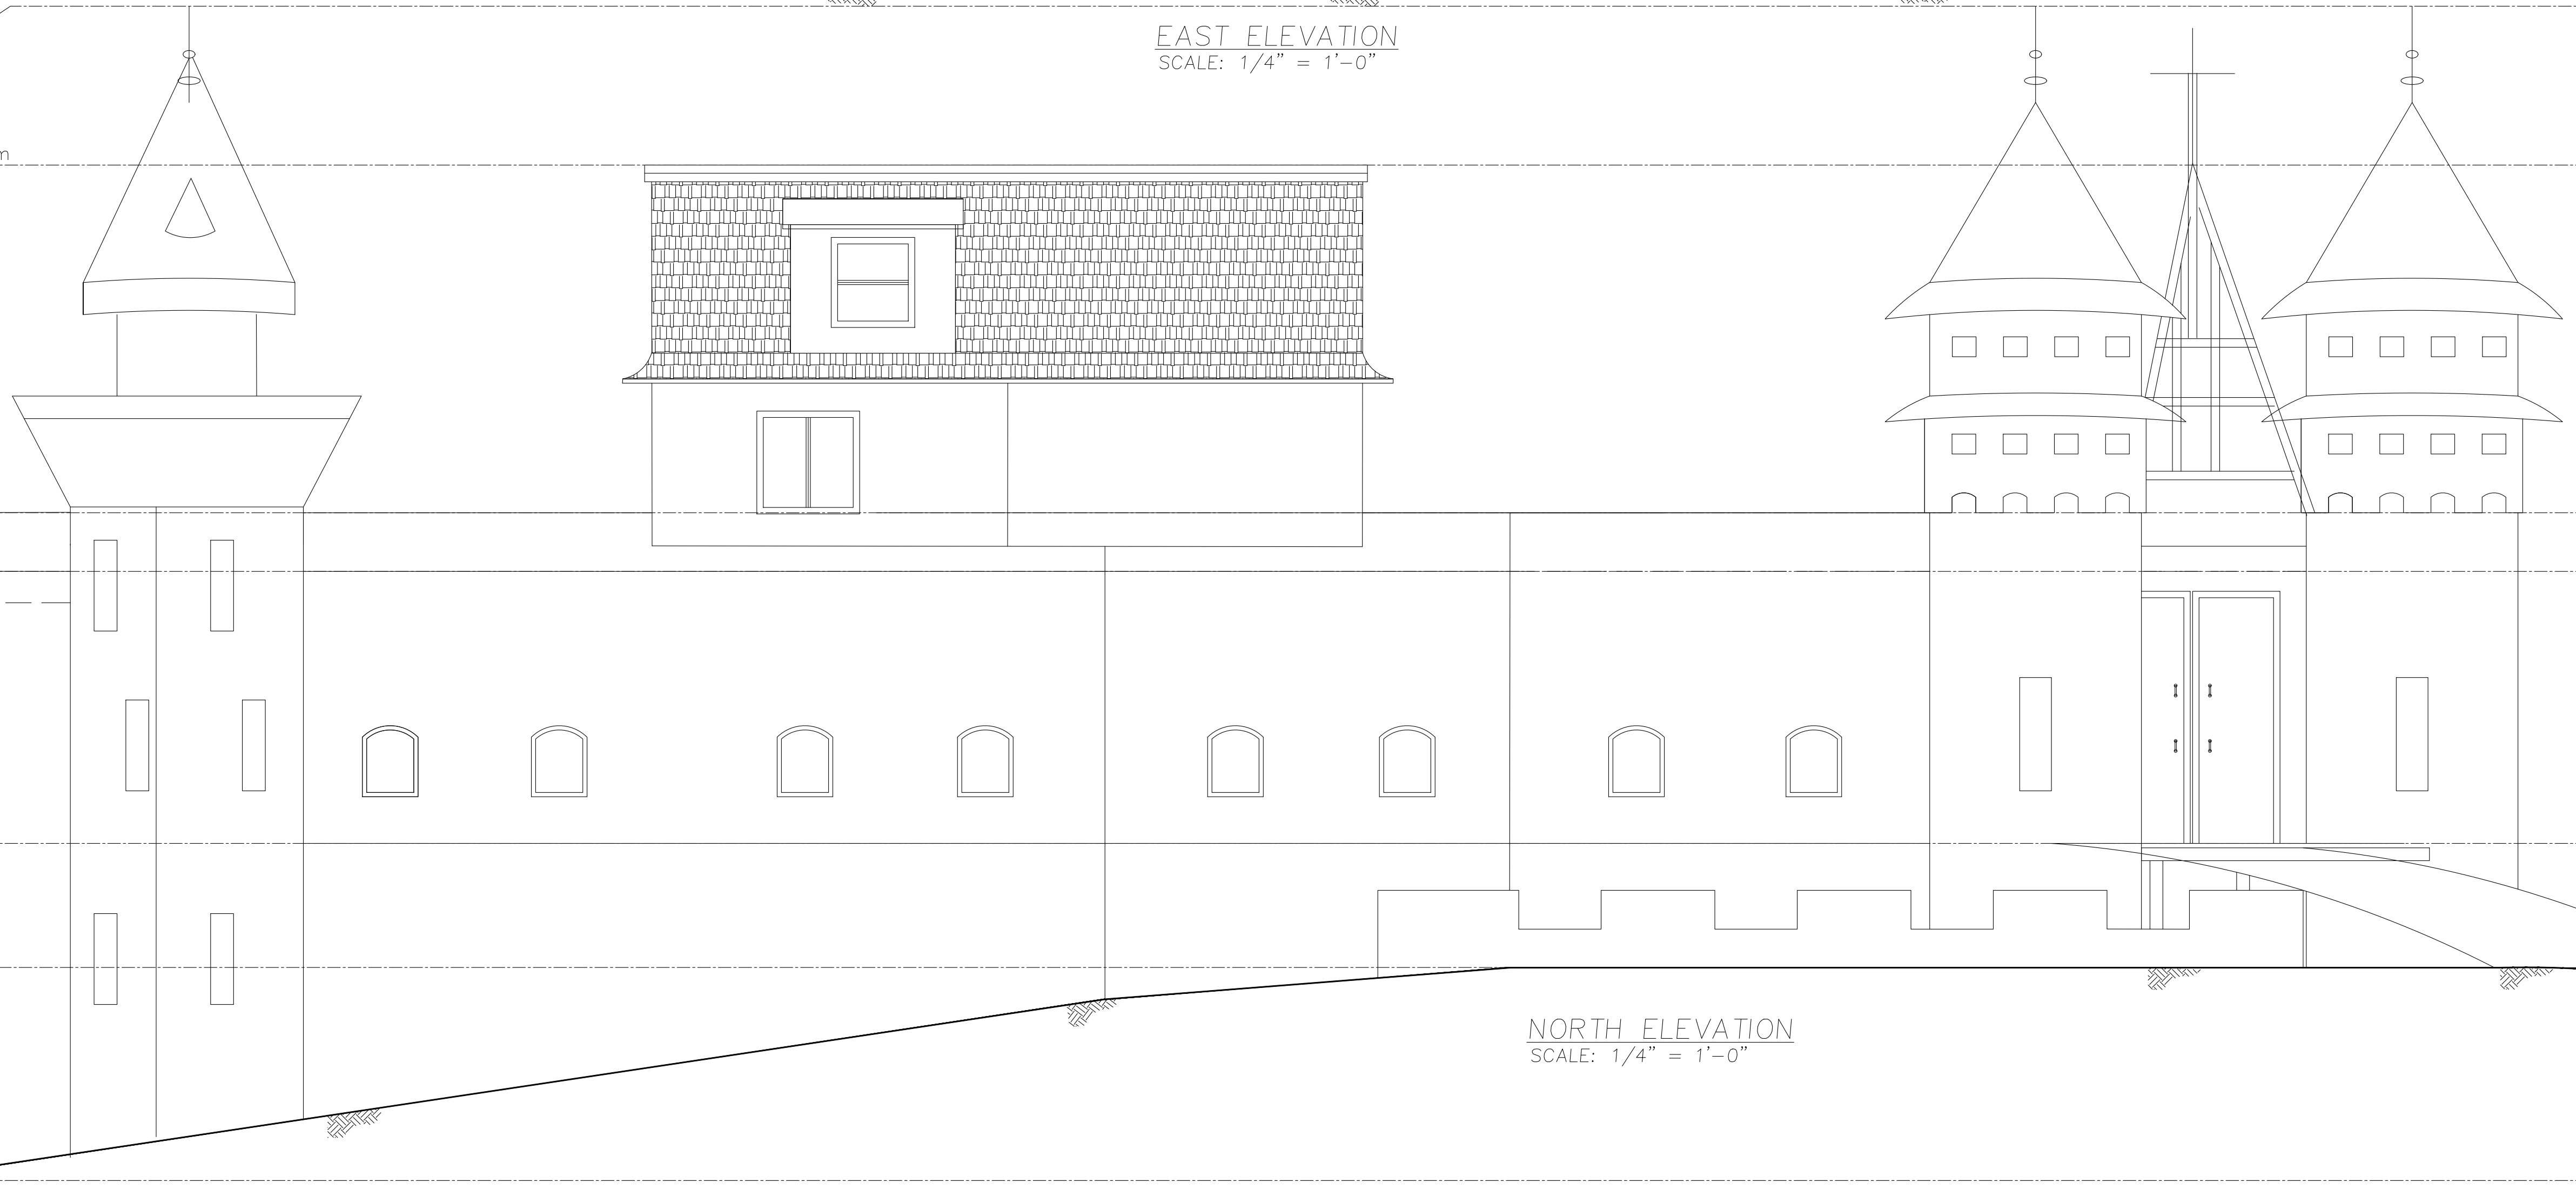 EAST ELEVATION
SCALE: 1/4" = 1'-0"
NORTH ELEVATION
SCALE: 1/4" = 1'-0"